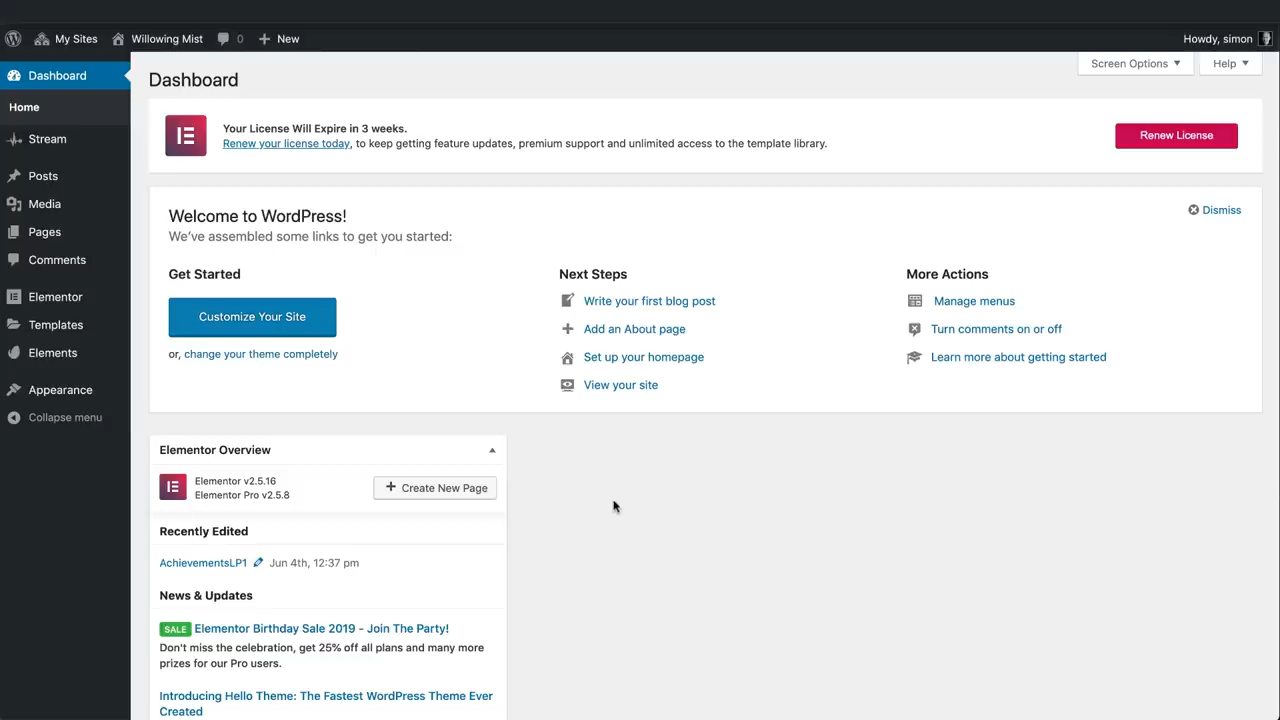 My Sites
Willowing Mist
0
New
Howdy, simon
Dashboard
Home
Stream
Posts
Media
Pages
Comments
Elementor
Templates
Elements
Appearance
Collapse menu
Screen Options
Help
Dashboard
Your License Will Expire in 3 weeks.
Renew your license today, to keep getting feature updates, premium support and unlimited access to the template library.
Renew License
Welcome to WordPress!
We've assembled some links to get you started:
Dismiss
Get Started
Customize Your Site
or, change your theme completely
Next Steps
Write your first blog post
Add an About page
Set up your homepage
View your site
More Actions
Manage menus
Turn comments on or off
Learn more about getting started
Elementor Overview
Elementor v2.5.16
Elementor Pro v2.5.8
Create New Page
Recently Edited
AchievementsLP1 Jun 4th, 12:37 pm
News & Updates
SALE Elementor Birthday Sale 2019 - Join The Party!
Don't miss the celebration, get 25% off all plans and many more
prizes for our Pro users.
Introducing Hello Theme: The Fastest WordPress Theme Ever
Created